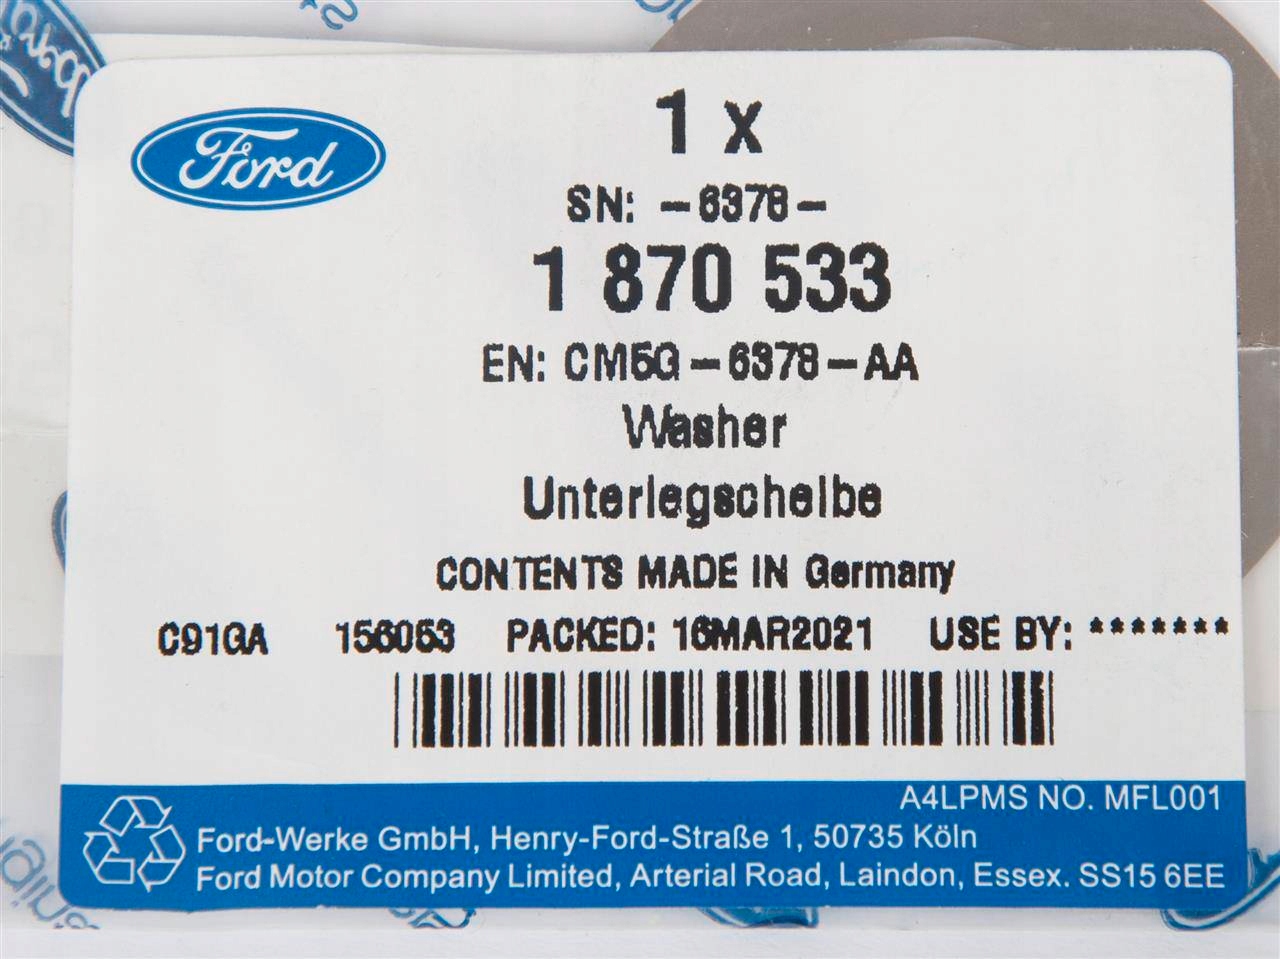 Ford
1 x
SN: -6378-
1 870 533
EN: CM5G-6378-AA
Washer
Unterlegscheibe
CONTENTS MADE IN Germany
C91GA 156053 PACKED: 16MAR2021 USE BY: *******
A4LPMS NO. MFL001
Ford-Werke GmbH, Henry-Ford-Straße 1, 50735 Köln
Ford Motor Company Limited, Arterial Road, Laindon, Essex. SS15 6EE